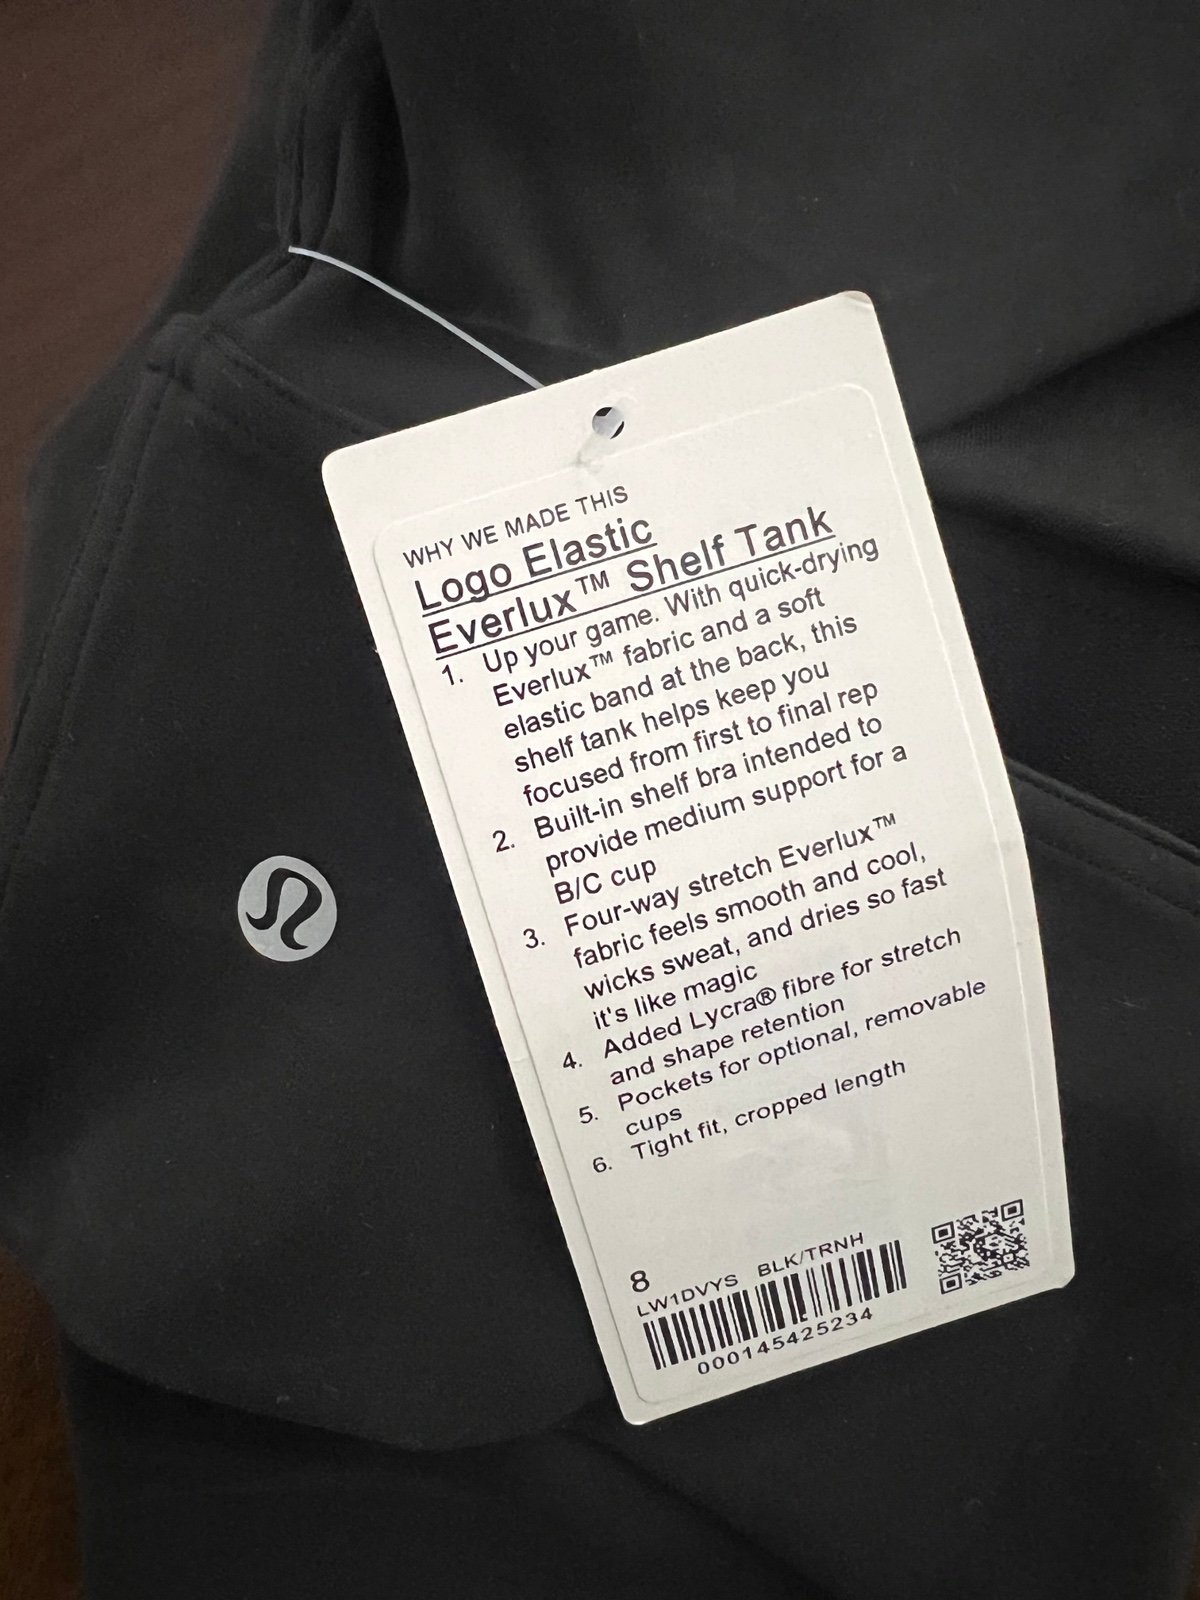 WHY WE MADE THIS
Logo Elastic
Everlux™ Shelf Tank
1. Up your game. With quick-drying
Everlux™ fabric and a soft
elastic band at the back, this
shelf tank helps keep you
focused from first to final rep
2. Built-in shelf bra intended to
provide medium support for a
B/C cup
3. Four-way stretch Everlux™
fabric feels smooth and cool,
wicks sweat, and dries so fast
it's like magic
4. Added Lycra® fibre for stretch
and shape retention
5. Pockets for optional, removable
cups
6. Tight fit, cropped length
8
LW1DVYS BLK/TRNH
000145425234